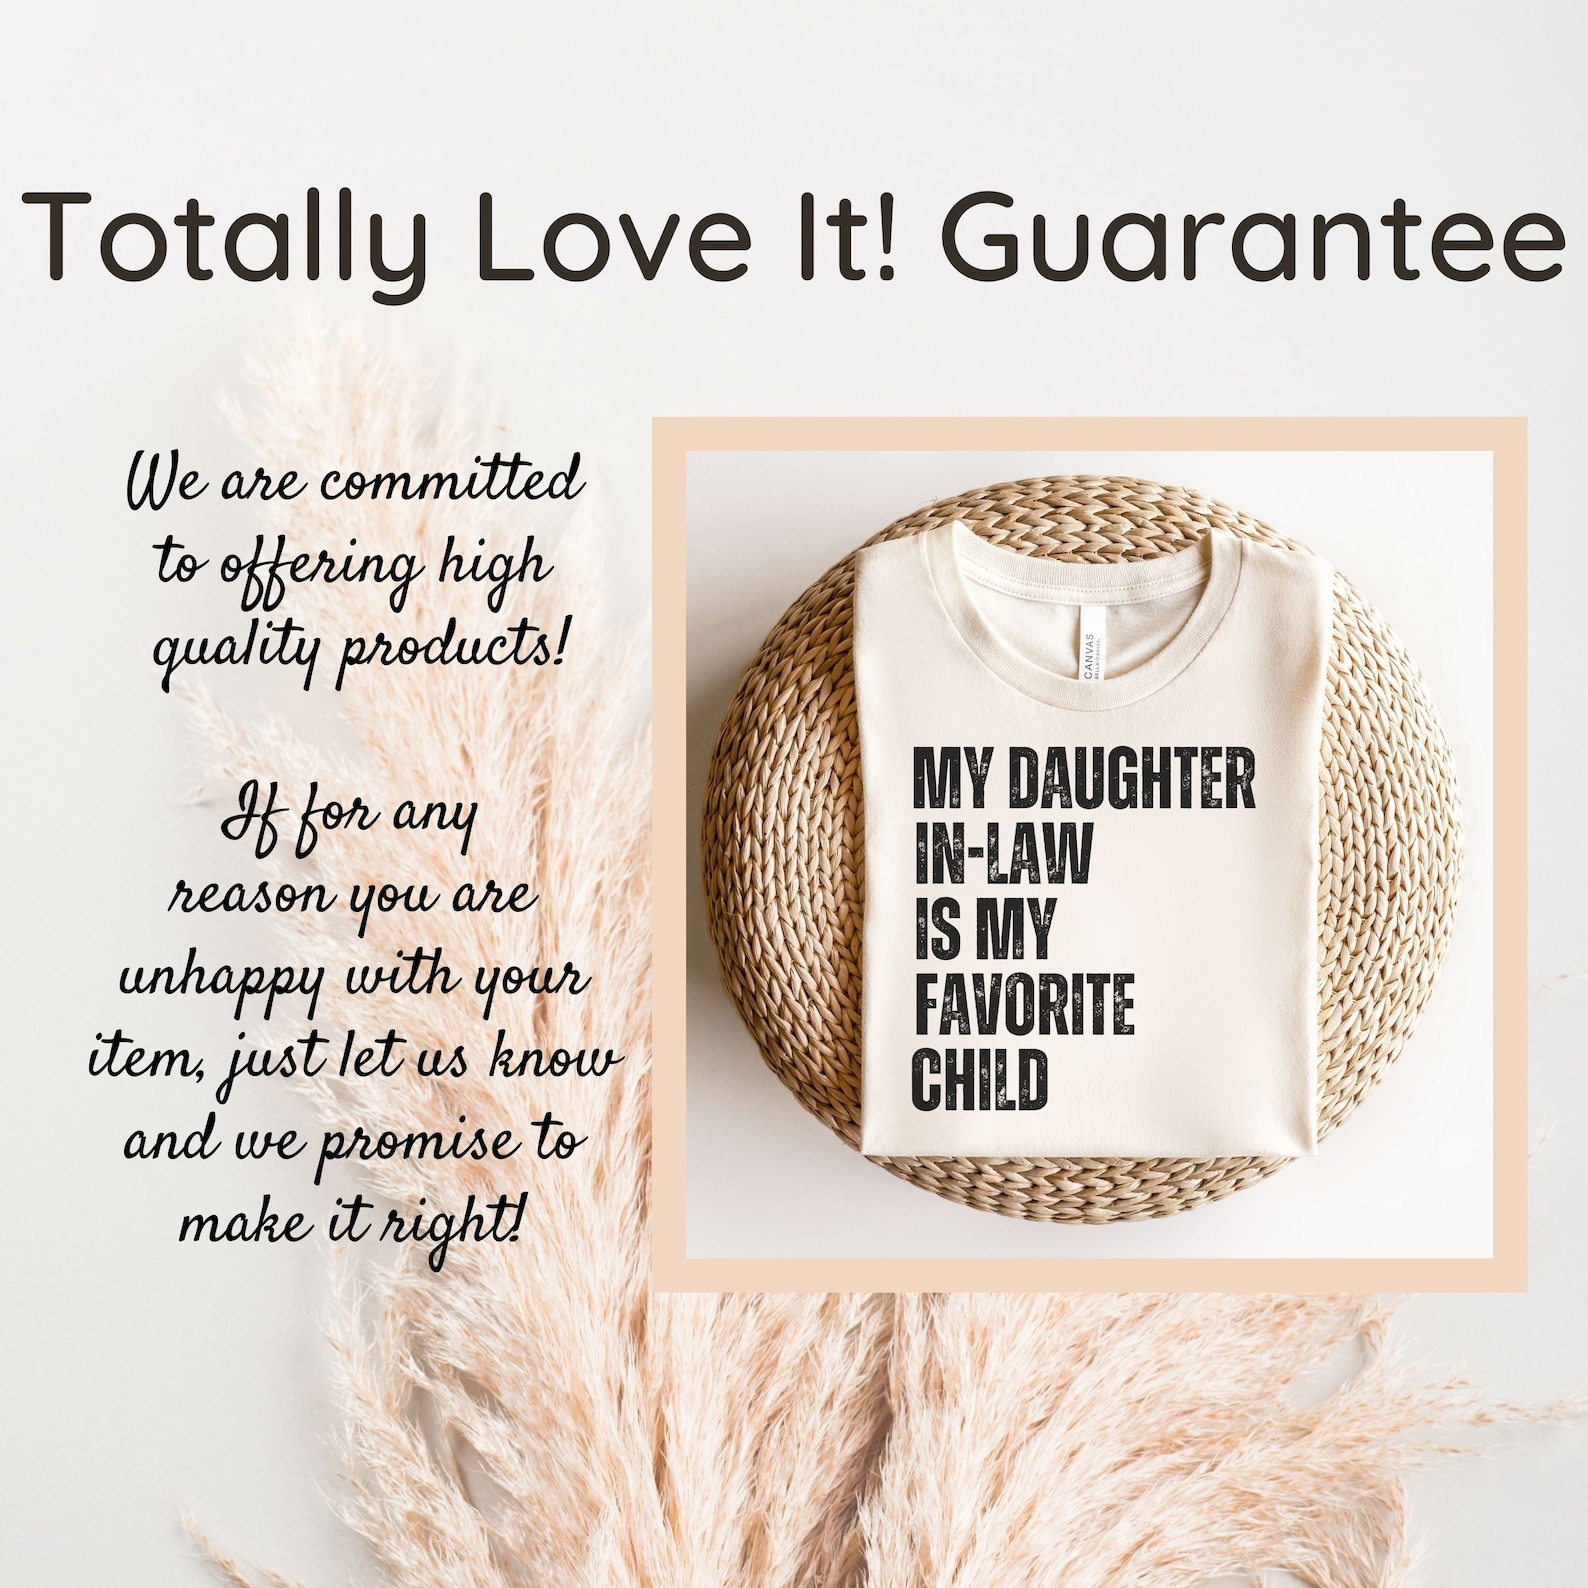 Totally Love It! Guarantee
We are committed
to offering high
quality products!
If for any
reason you are
unhappy with your
item, just let us know
and we promise to
make it right!
CANVAS
BELLA+CANVAS
MY DAUGHTER
IN-LAW
IS MY
FAVORITE
CHILD